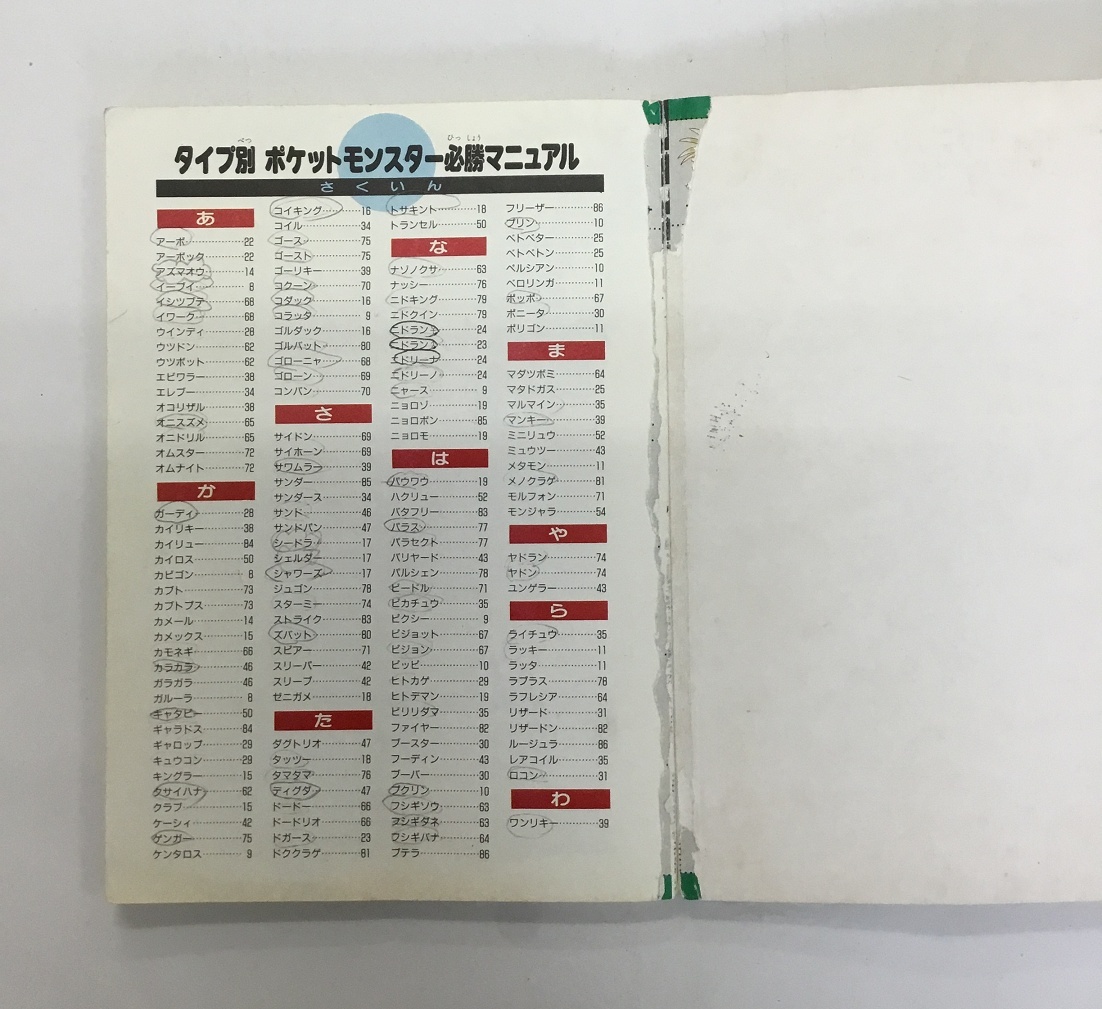 タイプ別 ポケットモンスター必勝マニュアル
べつ
ひっしょう
さくいん
あ
アーボ 22
アーボッタ 22
アズマオウ 14
イーブイ 8
イシツブテ 68
イワーク 68
ウインディ 28
ウツドン 62
ウツボット 62
エビワラー 38
エレブー 34
オコリザル 38
オニスズメ 65
オニドリル 65
オムスター 72
オムナイト 72
か
ガーディ 28
カイリキー 38
カイリュー 84
カイロス 50
カビゴン 8
カブト 73
カブトプス 73
カメール 14
カメックス 15
カモネギ 66
カラカラ 46
ガラガラ 46
ガルーラ 8
キャタピー 50
ギャラドス 84
ギャロップ 29
キュウコン 29
キングラー 15
クサイハナ 62
クラブ 15
ケーシィ 42
ゲンガー 75
ケンタロス 9
コイキング 16
コイル 34
ゴース 75
ゴースト 75
ゴーリキー 39
コクーン 70
コダック 16
コラッタ 9
ゴルダック 16
ゴルバット 80
ゴローニャ 68
ゴローン 69
コンパン 70
さ
サイドン 69
サイホーン 69
サワムラー 39
サンダー 85
サンダース 34
サンド 46
サンドパン 47
シードラ 17
シェルダー 17
シャワーズ 17
ジュゴン 78
スターミー 74
ストライク 83
ズバット 80
スピアー 71
スリーパー 42
スリープ 42
ゼニガメ 18
た
ダグトリオ 47
タッツー 18
タマタマ 76
ディグダ 47
ドードー 66
ドードリオ 66
ドガース 23
ドククラゲ 81
トサキント 18
トランセル 50
な
ナゾノクサ 63
ナッシー 76
ニドキング 79
ニドクイン 79
ニドラン♀ 24
ニドラン♂ 23
ニドリーナ 24
ニドリーノ 24
ニャース 9
ニョロゾ 19
ニョロボン 85
ニョロモ 19
は
パウワウ 19
ハクリュー 52
バタフリー 83
パラス 77
パラセクト 77
バリヤード 43
パルシェン 78
ビードル 71
ピカチュウ 35
ピクシー 9
ピジョット 67
ピジョン 67
ピッピ 10
ヒトカゲ 29
ヒトデマン 19
ビリリダマ 35
ファイヤー 82
ブースター 30
フーディン 43
ブーバー 30
プクリン 10
フシギソウ 63
フシギダネ 63
フシギバナ 64
プテラ 86
フリーザー 86
プリン 10
ベトベター 25
ベトベトン 25
ペルシアン 10
ベロリンガ 11
ポッポ 67
ポニータ 30
ポリゴン 11
ま
マダツボミ 64
マタドガス 25
マルマイン 35
マンキー 39
ミニリュウ 52
ミュウツー 43
メタモン 11
メノクラゲ 81
モルフォン 71
モンジャラ 54
や
ヤドラン 74
ヤドン 74
ユンゲラー 43
ら
ライチュウ 35
ラッキー 11
ラッタ 11
ラプラス 78
ラフレシア 64
リザード 31
リザードン 82
ルージュラ 86
レアコイル 35
ロコン 31
わ
ワンリキー 39